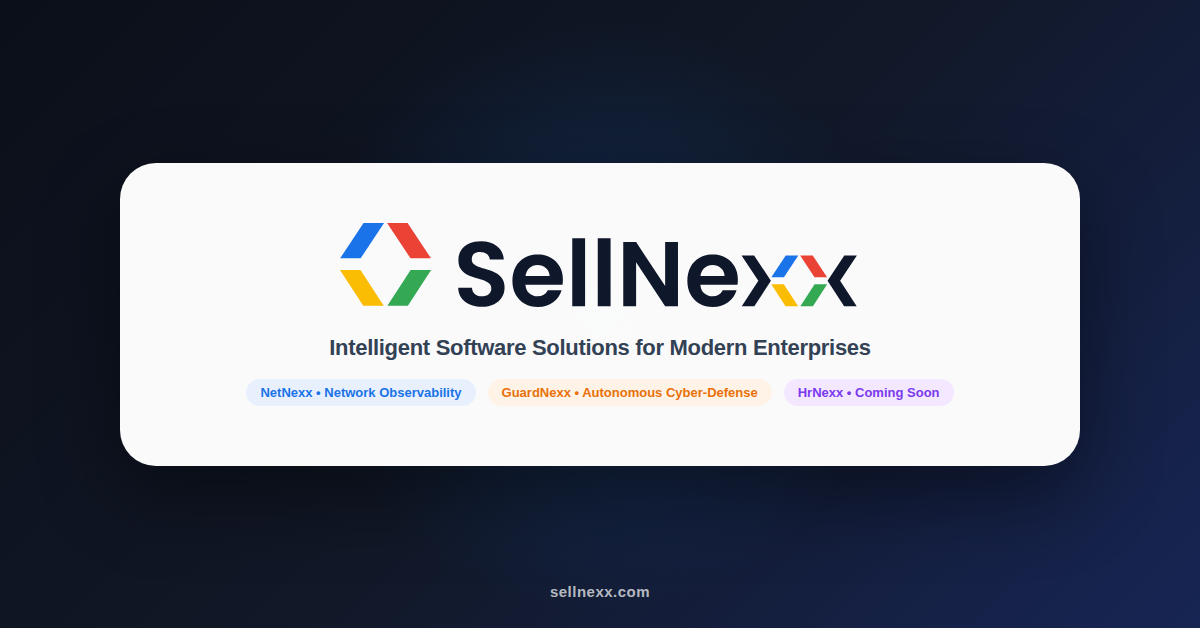 SellNexx
Intelligent Software Solutions for Modern Enterprises
NetNexx • Network Observability
GuardNexx • Autonomous Cyber-Defense
HrNexx • Coming Soon
sellnexx.com